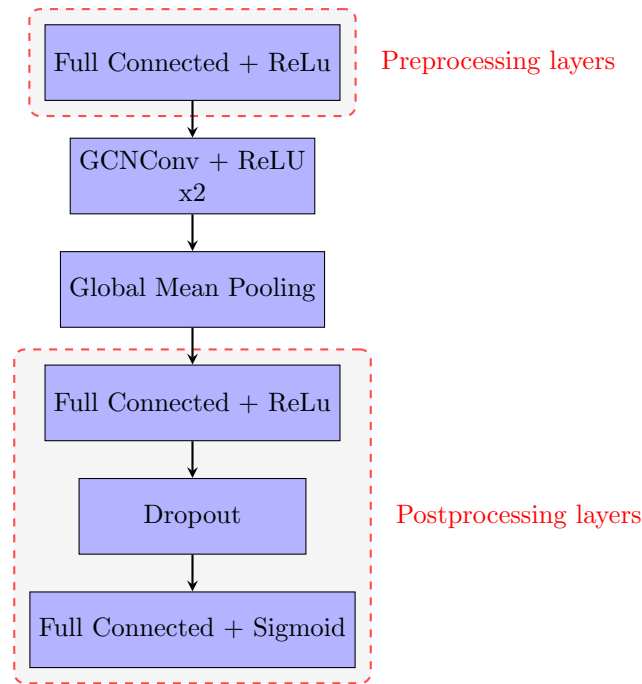 Full Connected + ReLu
Preprocessing layers
GCNConv + ReLU
x2
Global Mean Pooling
Full Connected + ReLu
Dropout
Postprocessing layers
Full Connected + Sigmoid